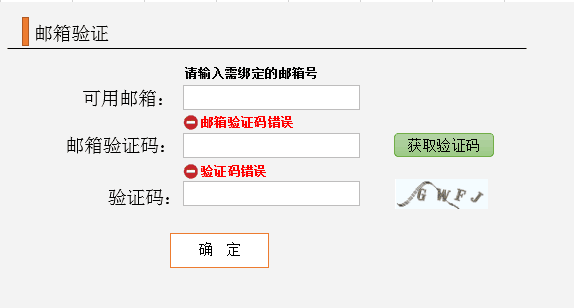 邮箱验证
请输入需绑定的邮箱号
可用邮箱：
邮箱验证码错误
邮箱验证码： 获取验证码
验证码错误
验证码： GWFJ
确 定